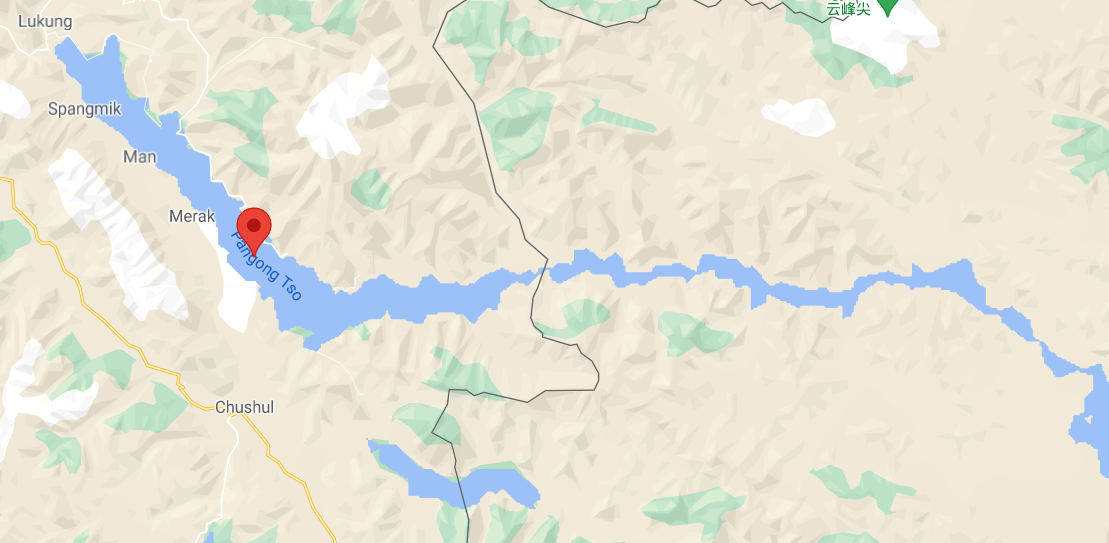 云峰尖
Lukung
Spangmik
Man
Merak
Pangong Tso
Chushul